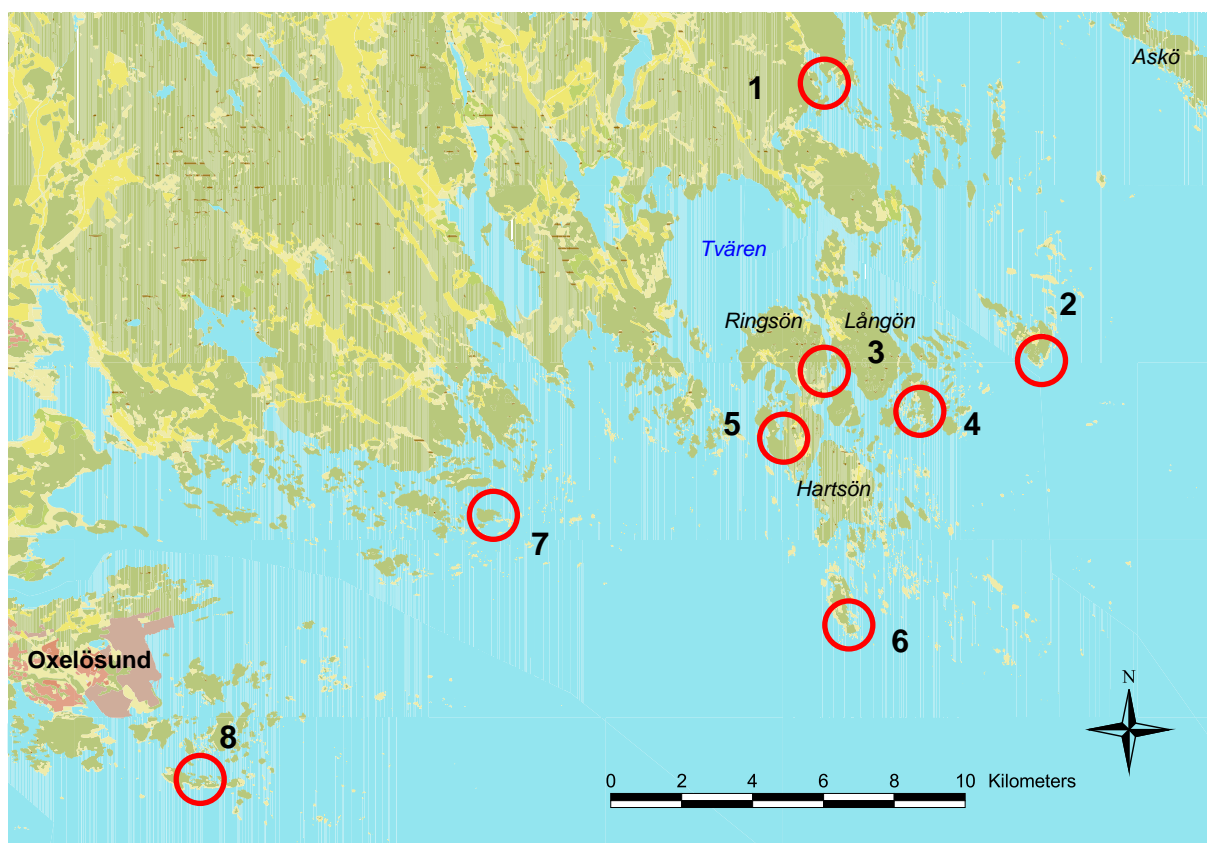 Askö
1
Tvären
2
Ringsön
Långön
3
4
5
Hartsön
7
6
Oxelösund
N
8
0 2 4 6 8 10 Kilometers